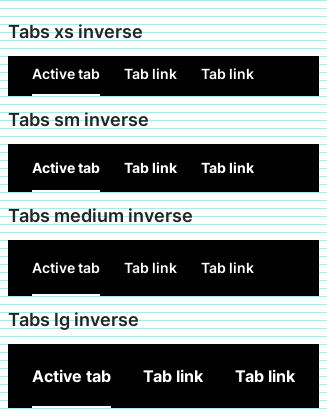 Tabs xs inverse
Active tab Tab link Tab link
Tabs sm inverse
Active tab Tab link Tab link
Tabs medium inverse
Active tab Tab link Tab link
Tabs lg inverse
Active tab Tab link Tab link